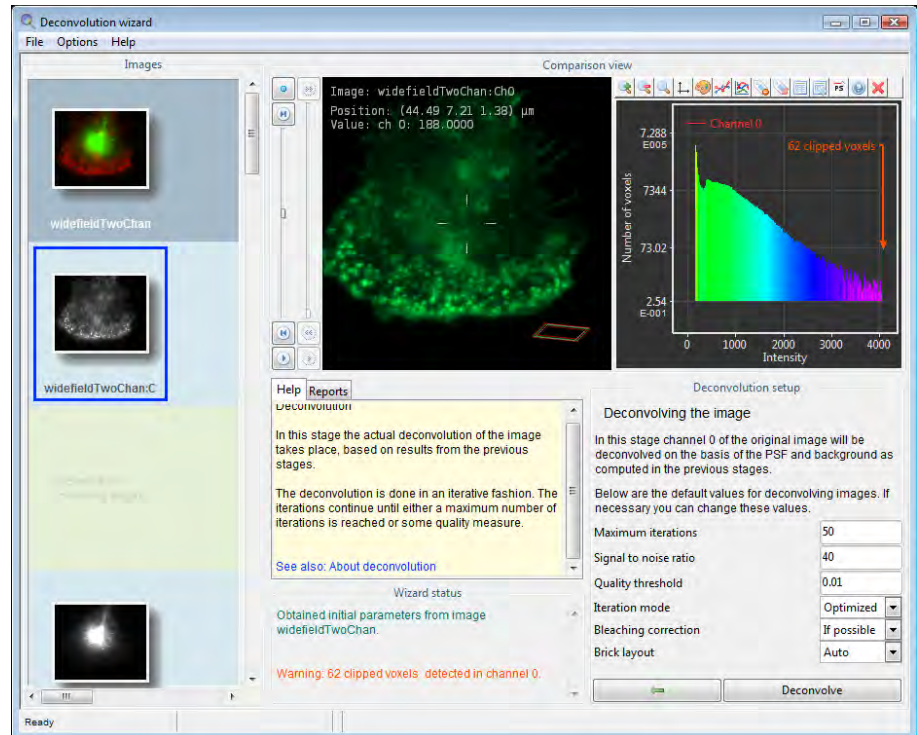 Deconvolution wizard
File Options Help
Images
widefieldTwoChan
widefieldTwoChan:C
Comparison view
Image: widefieldTwoChan:Ch0
Position: (44.49 7.21 1.38) µm
Value: ch 0: 188.0000
PS
Channel 0
62 clipped voxels
Number of voxels
7.288
E005
7344
73.02
2.54
E-001
0 1000 2000 3000 4000
Intensity
Help Reports
Deconvolution
In this stage the actual deconvolution of the image
takes place, based on results from the previous
stages.
The deconvolution is done in an iterative fashion. The
iterations continue until either a maximum number of
iterations is reached or some quality measure.
See also: About deconvolution
Wizard status
Obtained initial parameters from image
widefieldTwoChan.
Warning: 62 clipped voxels detected in channel 0.
Deconvolution setup
Deconvolving the image
In this stage channel 0 of the original image will be
deconvolved on the basis of the PSF and background as
computed in the previous stages.
Below are the default values for deconvolving images. If
necessary you can change these values.
Maximum iterations 50
Signal to noise ratio 40
Quality threshold 0.01
Iteration mode Optimized
Bleaching correction If possible
Brick layout Auto
Deconvolve
Ready